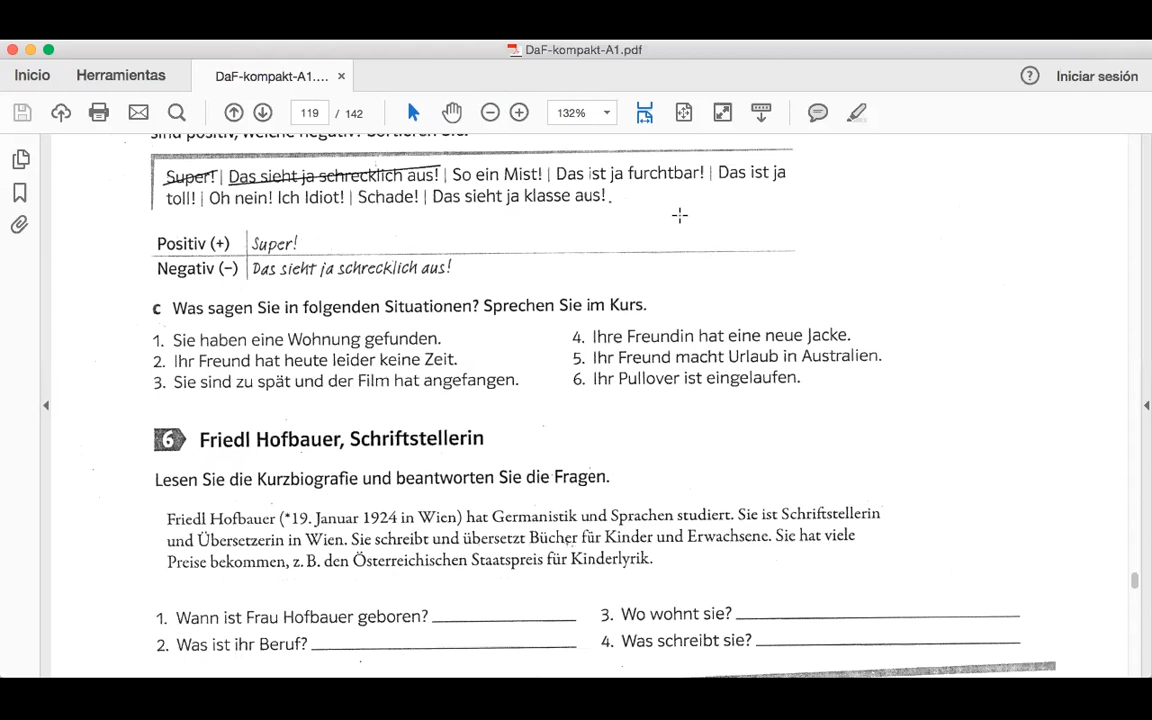 DaF-kompakt-A1.pdf
Inicio Herramientas DaF-kompakt-A1.... × ? Iniciar sesión
119 / 142 132%
sind positiv, welche negativ? Sortieren Sie.
Super! | Das sieht ja schrecklich aus! | So ein Mist! | Das ist ja furchtbar! | Das ist ja
toll! | Oh nein! Ich Idiot! | Schade! | Das sieht ja klasse aus!
Positiv (+) Super!
Negativ (−) Das sieht ja schrecklich aus!
c Was sagen Sie in folgenden Situationen? Sprechen Sie im Kurs.
1. Sie haben eine Wohnung gefunden.
2. Ihr Freund hat heute leider keine Zeit.
3. Sie sind zu spät und der Film hat angefangen.
4. Ihre Freundin hat eine neue Jacke.
5. Ihr Freund macht Urlaub in Australien.
6. Ihr Pullover ist eingelaufen.
6 Friedl Hofbauer, Schriftstellerin
Lesen Sie die Kurzbiografie und beantworten Sie die Fragen.
Friedl Hofbauer (*19. Januar 1924 in Wien) hat Germanistik und Sprachen studiert. Sie ist Schriftstellerin
und Übersetzerin in Wien. Sie schreibt und übersetzt Bücher für Kinder und Erwachsene. Sie hat viele
Preise bekommen, z. B. den Österreichischen Staatspreis für Kinderlyrik.
1. Wann ist Frau Hofbauer geboren?
2. Was ist ihr Beruf?
3. Wo wohnt sie?
4. Was schreibt sie?